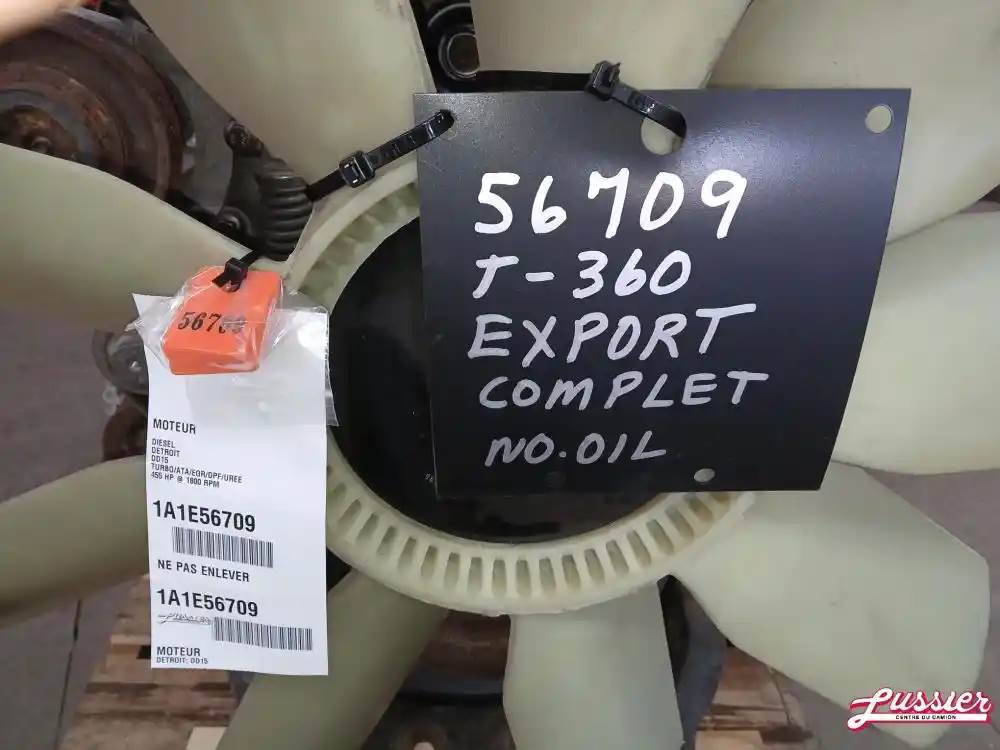 56709
T-360
EXPORT
COMPLET
NO.OIL
MOTEUR
DIESEL
DETROIT
DD15
TURBO/ATA/EGR/DPF/UREE
455 HP @ 1800 RPM
1A1E56709
NE PAS ENLEVER
1A1E56709
MOTEUR
DETROIT: DD15
Lussier
CENTRE DU CAMION